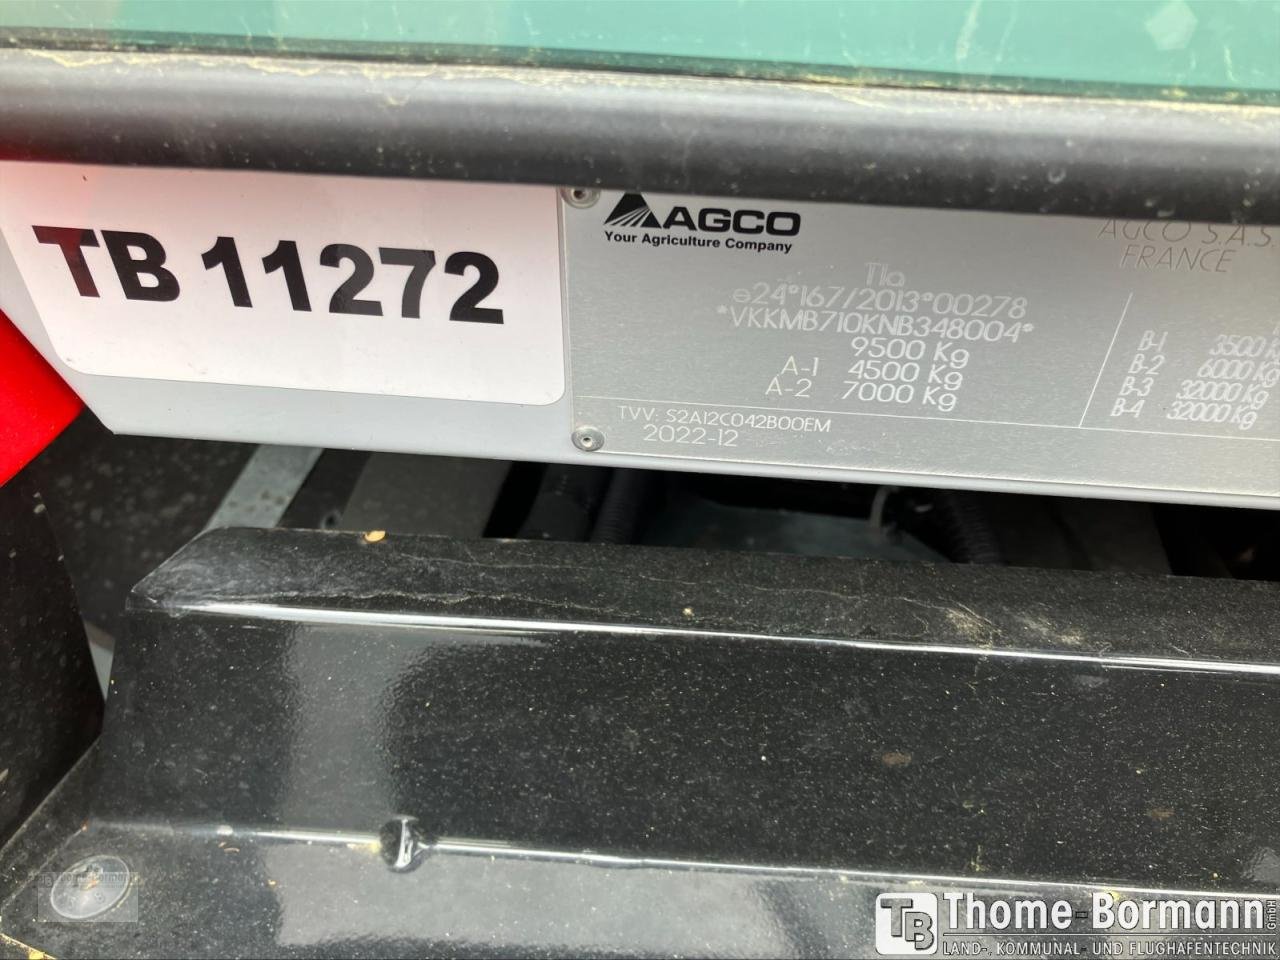 TB 11272
AGCO
Your Agriculture Company
AGCO S.A.S.
FRANCE
T1a
e24*167/2013*00278
*VKKMB710KNB348004*
9500 Kg
A-1 4500 Kg
A-2 7000 Kg
B-1 3500 K
B-2 6000 Kg
B-3 32000 Kg
B-4 32000 Kg
TVV: S2A12C042B00EM
2022-12
TB Thome Bormann GmbH
LAND-, KOMMUNAL- UND FLUGHAFENTECHNIK